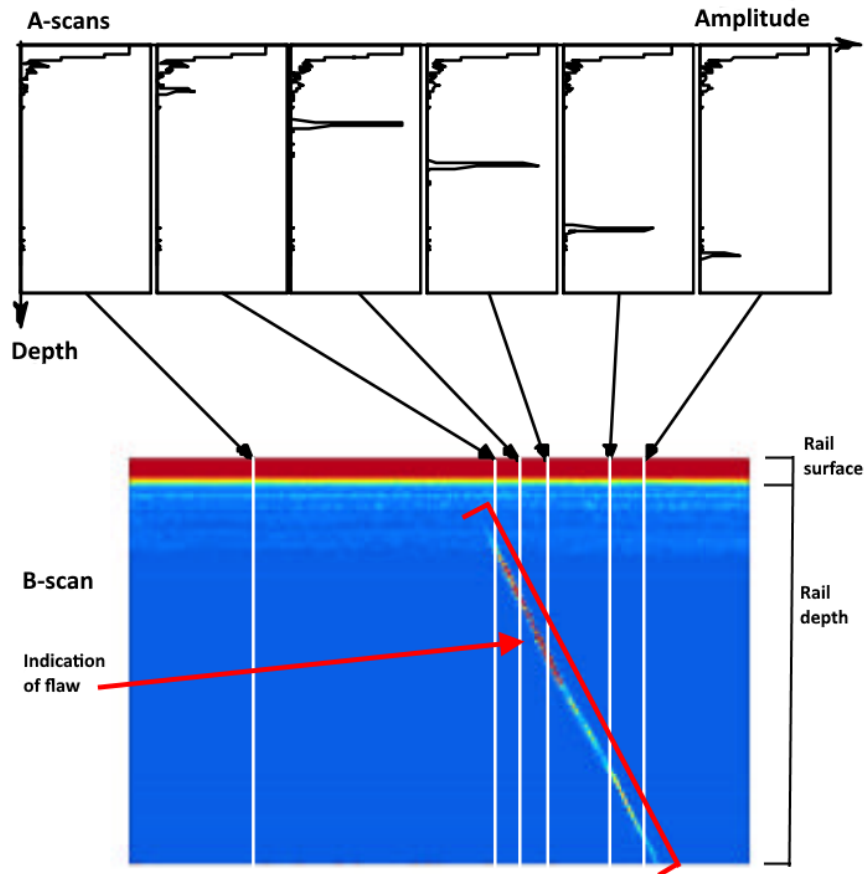 A-scans
Amplitude
Depth
Rail
surface
B-scan
Rail
depth
Indication
of flaw